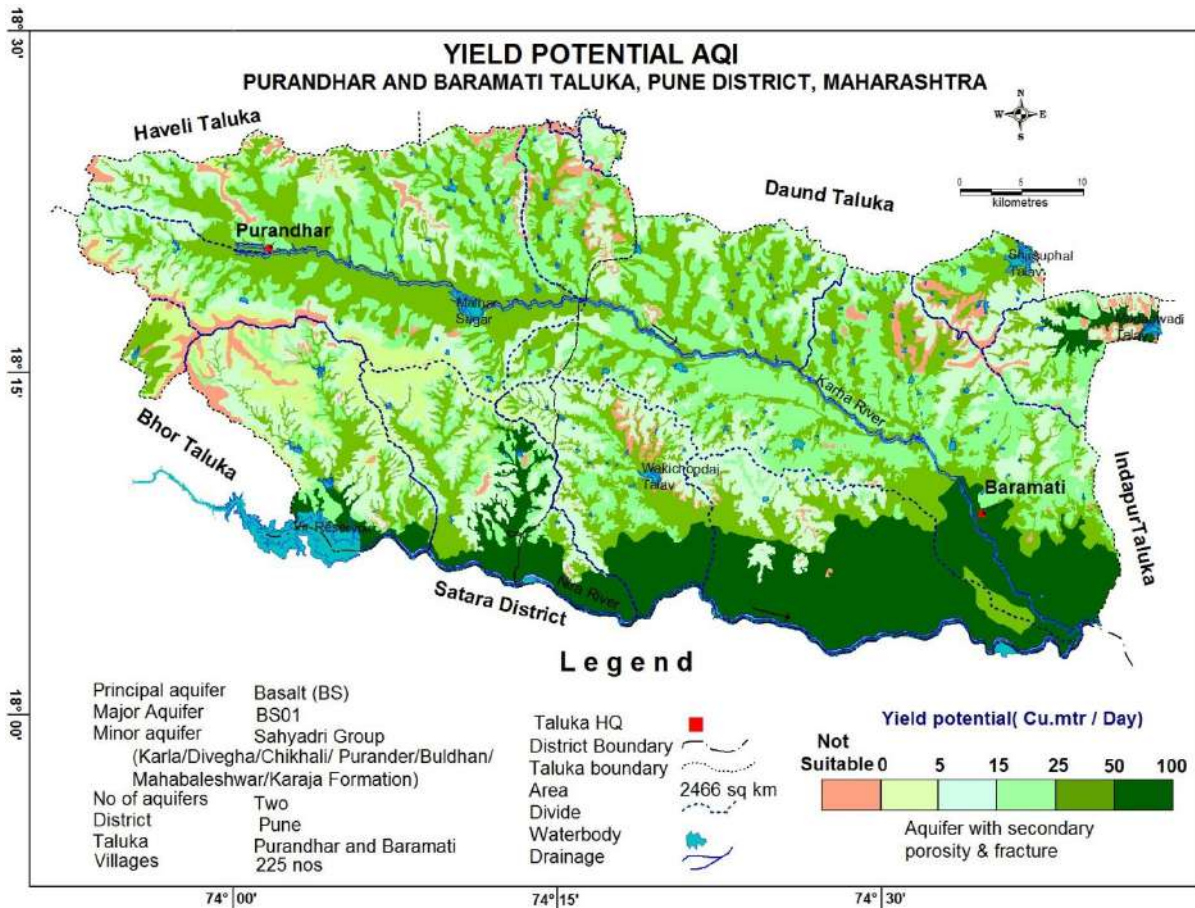 YIELD POTENTIAL AQI
PURANDHAR AND BARAMATI TALUKA, PUNE DISTRICT, MAHARASHTRA
18° 30'
18° 15'
18° 00'
Haveli Taluka
N
W E
S
0 5 10
kilometres
Daund Taluka
Purandhar
Shirsuphal
Talav
Talav
Karha River
Bhor Taluka
Talav
Baramati
Indapur Taluka
Nira River
Satara District
Legend
Principal aquifer Basalt (BS)
Major Aquifer BS01
Minor aquifer Sahyadri Group
(Karla/Divegha/Chikhali/ Purander/Buldhan/
Mahabaleshwar/Karaja Formation)
No of aquifers Two
District Pune
Taluka Purandhar and Baramati
Villages 225 nos
Taluka HQ
District Boundary
Taluka boundary
Area 2466 sq km
Divide
Waterbody
Drainage
Yield potential( Cu.mtr / Day)
Not
Suitable 0 5 15 25 50 100
Aquifer with secondary
porosity & fracture
74° 00' 74° 15' 74° 30'